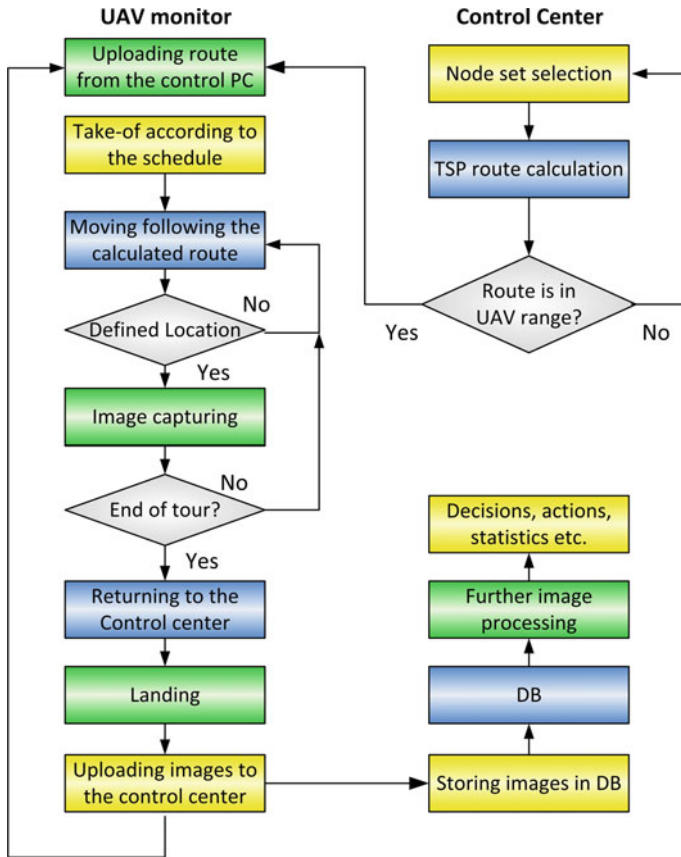 UAV monitor
Uploading route
from the control PC
Take-of according to
the schedule
Moving following the
calculated route
No
Defined Location
Yes
Image capturing
No
End of tour?
Yes
Returning to the
Control center
Landing
Uploading images to
the control center
Control Center
Node set selection
TSP route calculation
Route is in
UAV range?
Yes
No
Decisions, actions,
statistics etc.
Further image
processing
DB
Storing images in DB